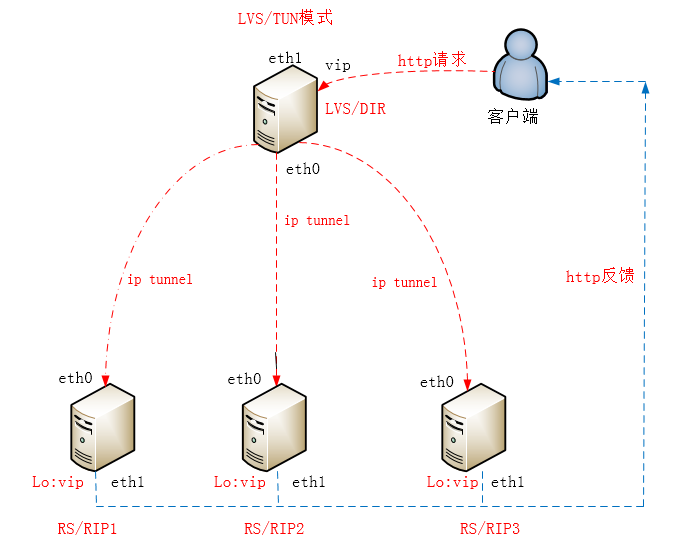 LVS/TUN模式
eth1
vip
http请求
LVS/DIR
客户端
eth0
ip tunnel
ip tunnel
ip tunnel
http反馈
eth0
eth0
eth0
Lo:vip
eth1
Lo:vip
eth1
Lo:vip
eth1
RS/RIP1
RS/RIP2
RS/RIP3